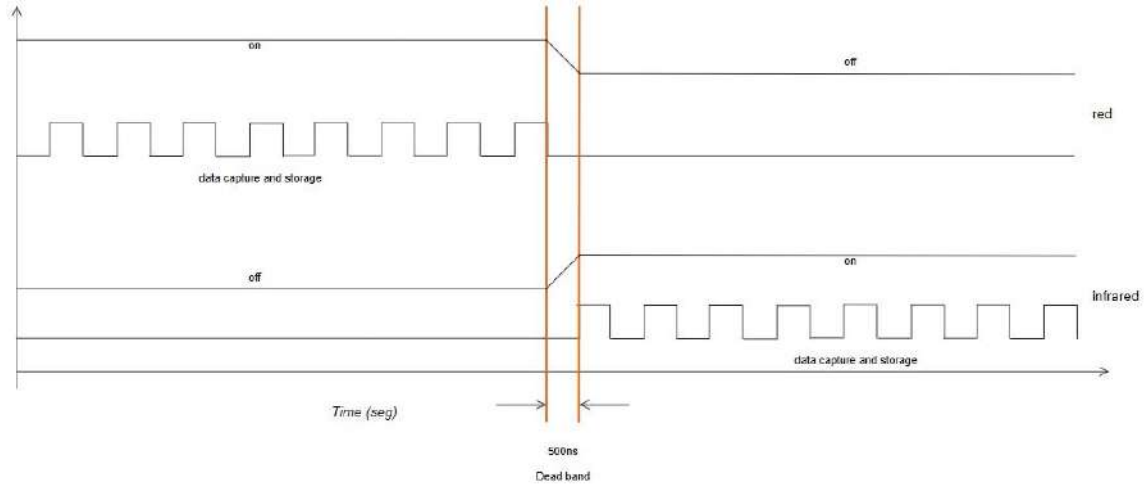 on
off
red
data capture and storage
off
on
infrared
data capture and storage
Time (seg)
500ns
Dead band